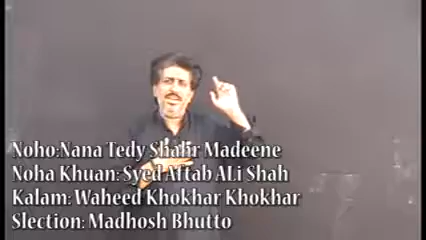 Noho:Nana Tedy Shahr Madeene
Noha Khuan: Syed Aftab ALi Shah
Kalam: Waheed Khokhar Khokhar
Slection: Madhosh Bhutto